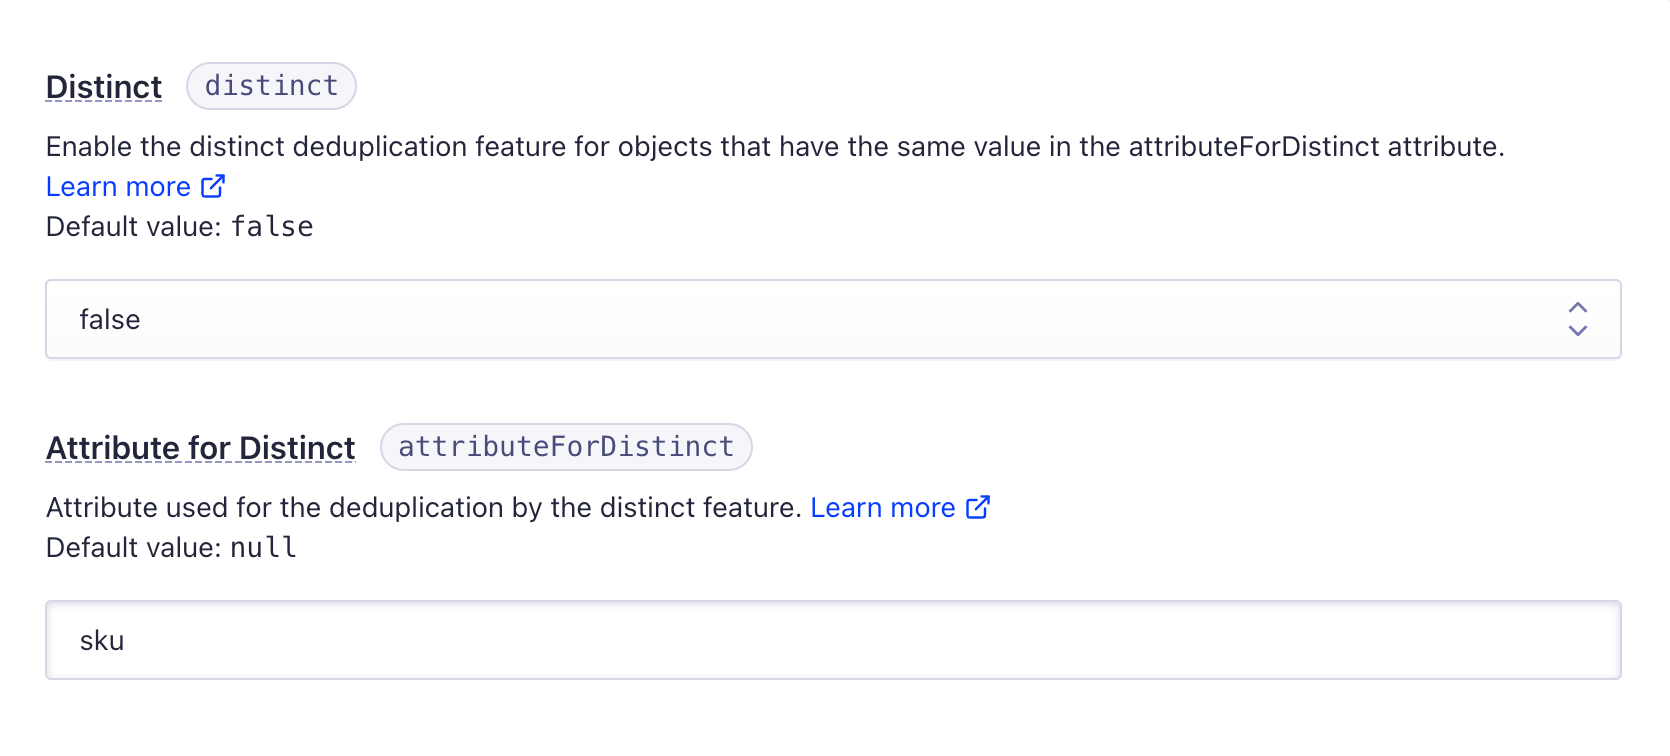 Distinct distinct
Enable the distinct deduplication feature for objects that have the same value in the attributeForDistinct attribute.
Learn more
Default value: false
false
Attribute for Distinct attributeForDistinct
Attribute used for the deduplication by the distinct feature. Learn more
Default value: null
sku